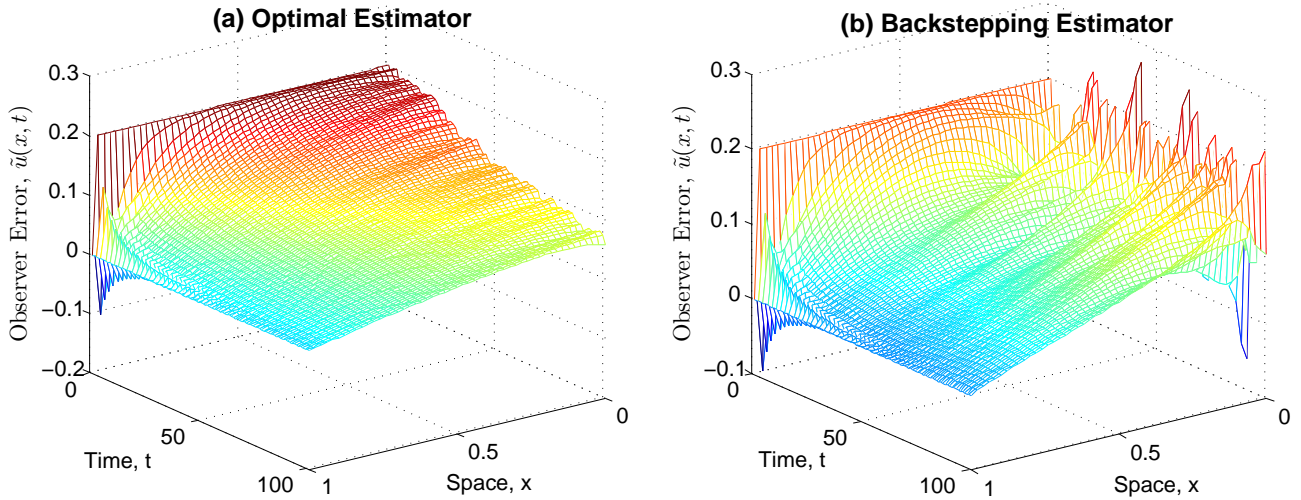 (a) Optimal Estimator
0.3
0.2
0.1
0
−0.1
−0.2
Observer Error, ũ(x, t)
0
50
100
Time, t
1
0.5
0
Space, x
(b) Backstepping Estimator
0.3
0.2
0.1
0
−0.1
Observer Error, ũ(x, t)
0
50
100
Time, t
1
0.5
0
Space, x